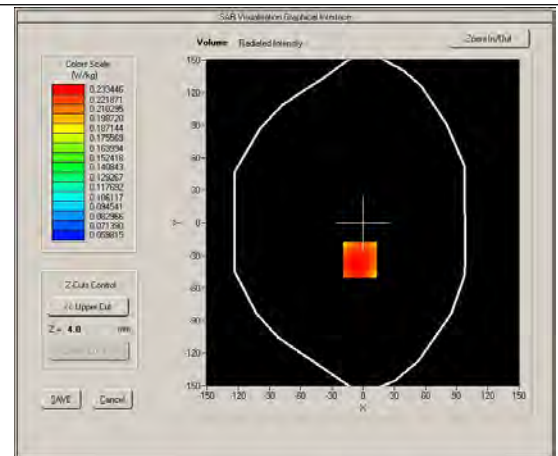 SAR Visualisation Graphical Interface
Volume Radiated Intensity
Zoom In/Out
Colors Scale
(W/kg)
0.233446
0.221871
0.210295
0.198720
0.187144
0.175569
0.163994
0.152418
0.140843
0.129267
0.117692
0.106117
0.094541
0.082966
0.071390
0.059815
150
120
90
60
30
0
-30
-60
-90
-120
-150
Y
-150 -120 -90 -60 -30 0 30 60 90 120 150
X
Z-Cuts Control
<< Upper Cut
Z = 4.0 mm
SAVE Cancel